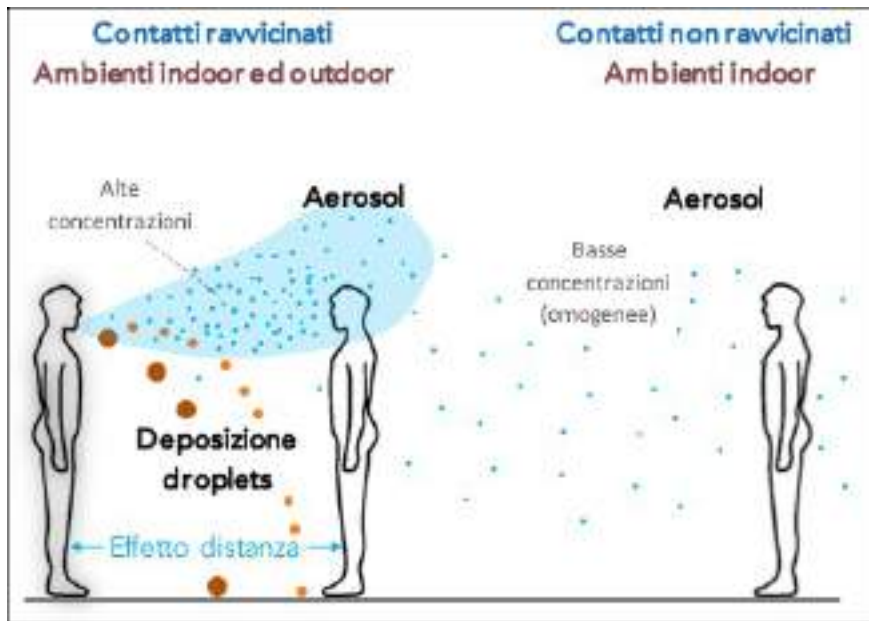 Contatti ravvicinati
Ambienti indoor ed outdoor
Contatti non ravvicinati
Ambienti indoor
Alte
concentrazioni
Aerosol
Aerosol
Basse
concentrazioni
(omogenee)
Deposizione
droplets
Effetto distanza